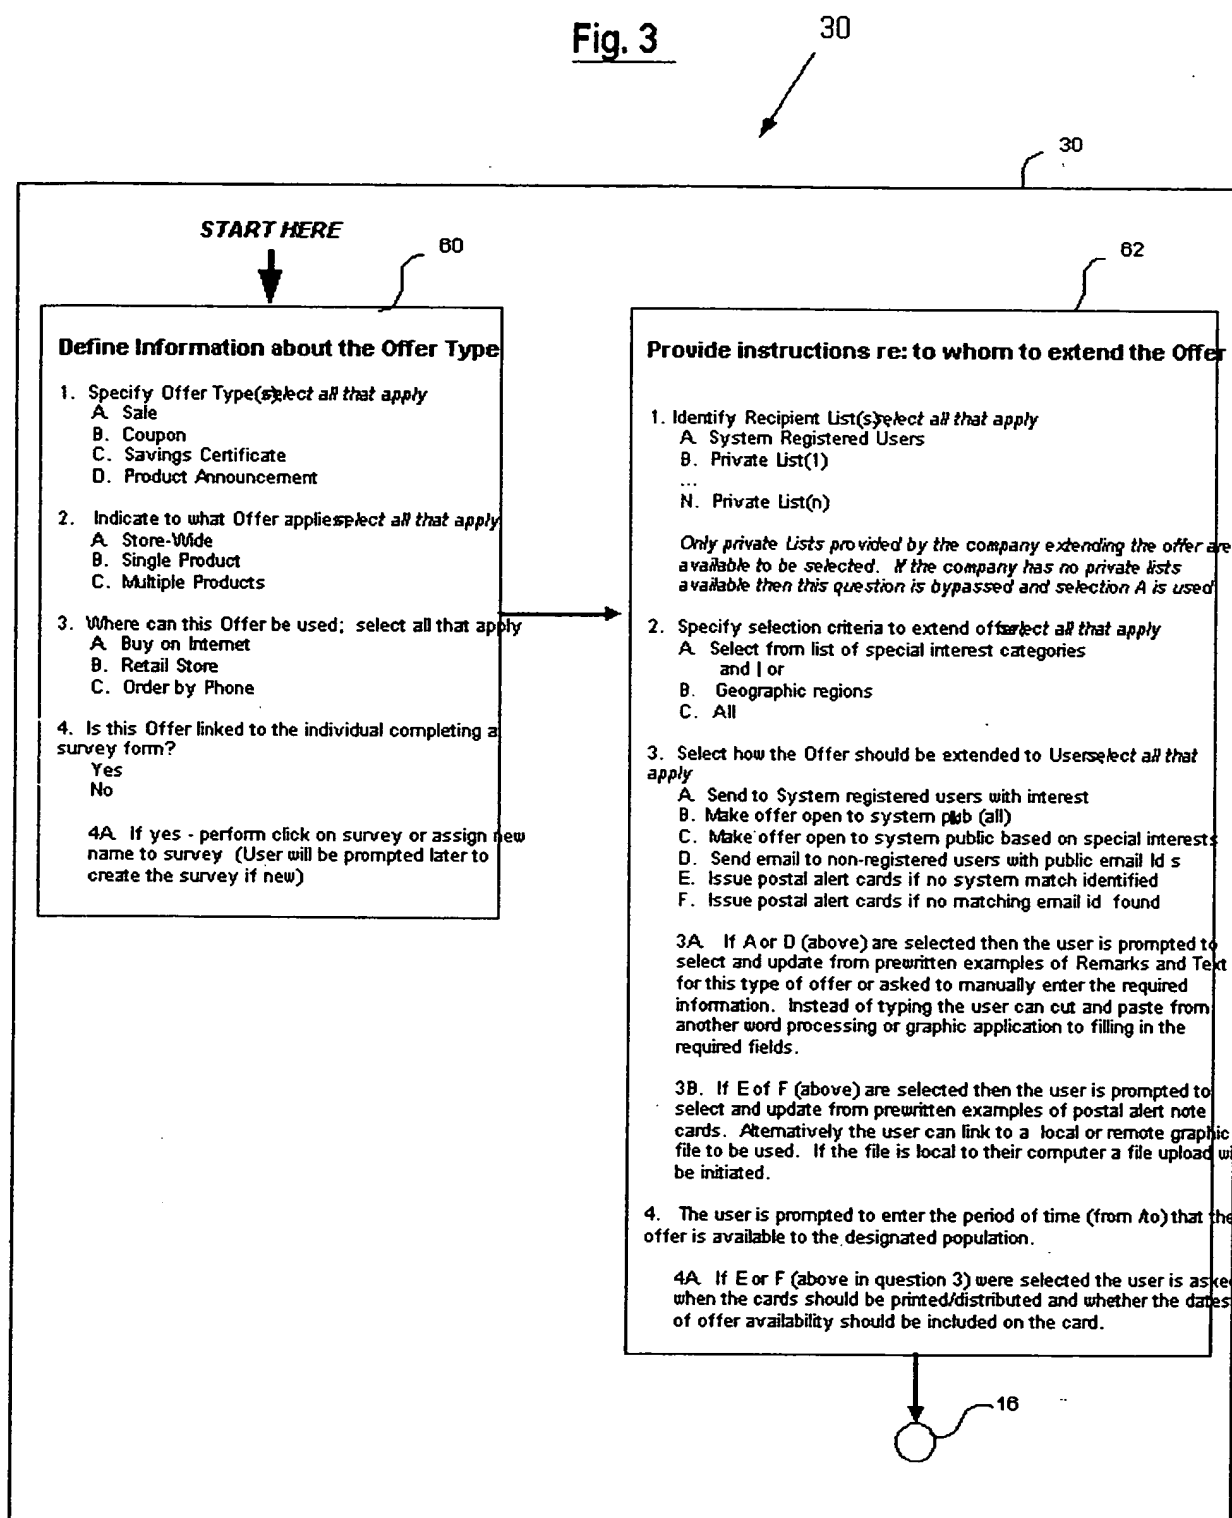 Fig. 3
30
30
START HERE
60
Define Information about the Offer Type
1. Specify Offer Type(s) select all that apply
A. Sale
B. Coupon
C. Savings Certificate
D. Product Announcement
2. Indicate to what Offer applies select all that apply
A. Store-Wide
B. Single Product
C. Multiple Products
3. Where can this Offer be used; select all that apply
A. Buy on Internet
B. Retail Store
C. Order by Phone
4. Is this Offer linked to the individual completing a
survey form?
Yes
No
4A. If yes - perform click on survey or assign new
name to survey (User will be prompted later to
create the survey if new)
62
Provide instructions re: to whom to extend the Offer
1. Identify Recipient List(s) select all that apply
A. System Registered Users
B. Private List(1)
...
N. Private List(n)
Only private Lists provided by the company extending the offer are
available to be selected. If the company has no private lists
available then this question is bypassed and selection A is used
2. Specify selection criteria to extend offer select all that apply
A. Select from list of special interest categories
and | or
B. Geographic regions
C. All
3. Select how the Offer should be extended to User select all that
apply
A. Send to System registered users with interest
B. Make offer open to system pub (all)
C. Make offer open to system public based on special interests
D. Send email to non-registered users with public email Id s
E. Issue postal alert cards if no system match identified
F. Issue postal alert cards if no matching email id found
3A. If A or D (above) are selected then the user is prompted to
select and update from prewritten examples of Remarks and Text
for this type of offer or asked to manually enter the required
information. Instead of typing the user can cut and paste from
another word processing or graphic application to filling in the
required fields.
3B. If E of F (above) are selected then the user is prompted to
select and update from prewritten examples of postal alert note
cards. Alternatively the user can link to a local or remote graphic
file to be used. If the file is local to their computer a file upload wi
be initiated.
4. The user is prompted to enter the period of time (from /to) that the
offer is available to the designated population.
4A. If E or F (above in question 3) were selected the user is asked
when the cards should be printed/distributed and whether the dates
of offer availability should be included on the card.
16